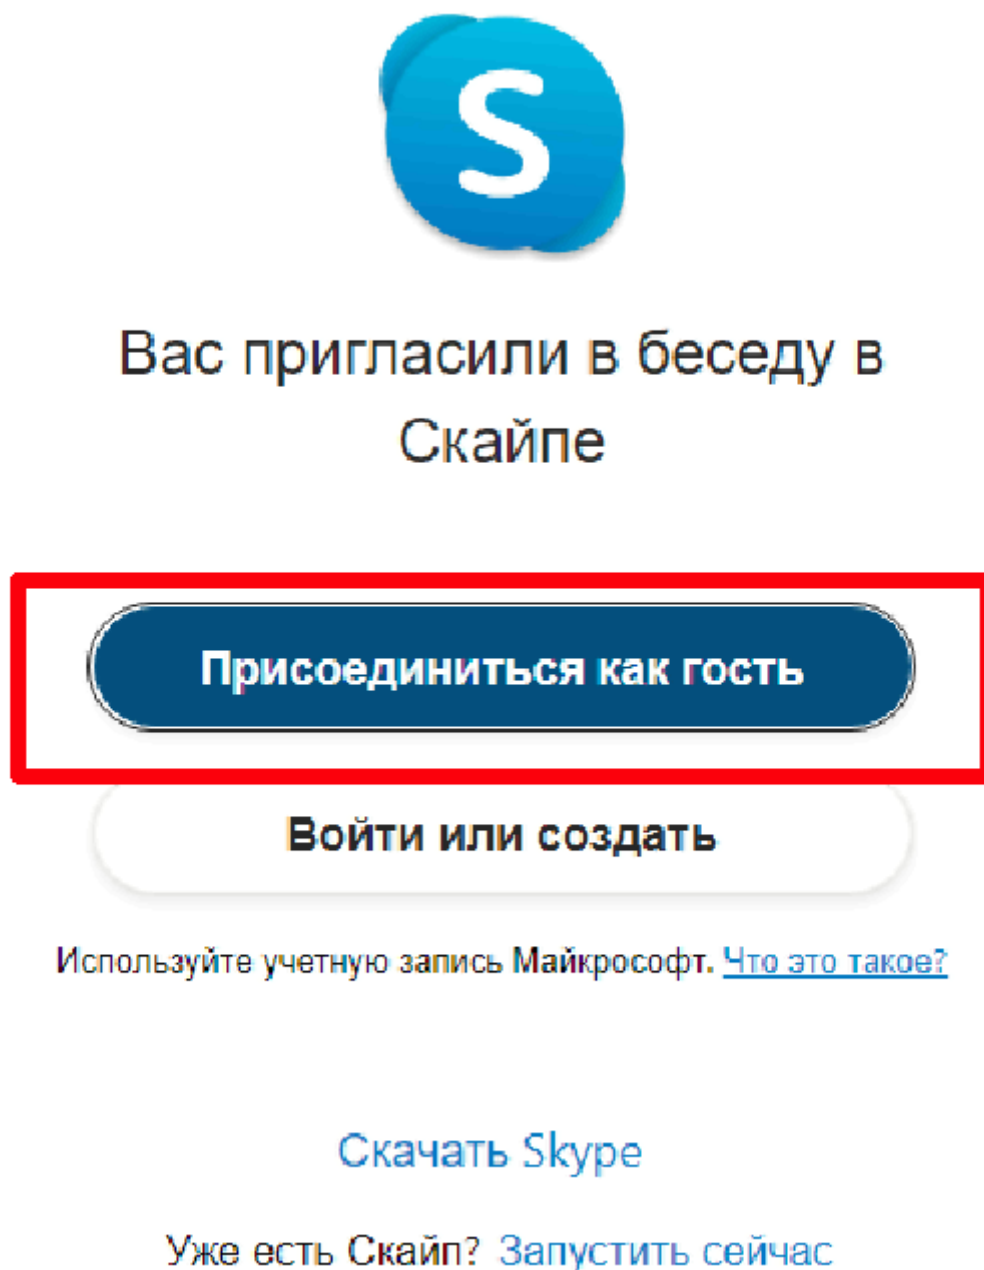 S
Вас пригласили в беседу в
Скайпе
Присоединиться как гость
Войти или создать
Используйте учетную запись Майкрософт. Что это такое?
Скачать Skype
Уже есть Скайп? Запустить сейчас